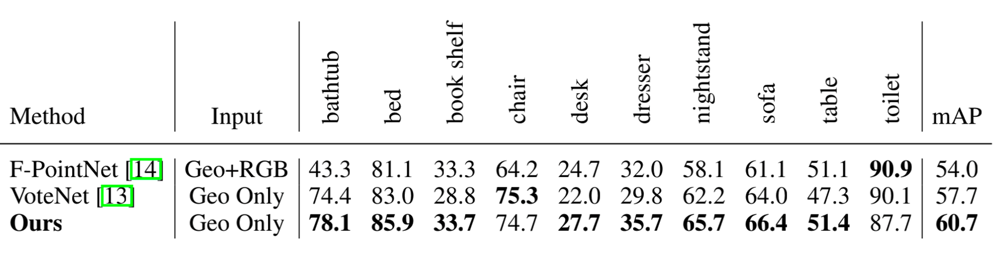 Method Input bathtub bed book shelf chair desk dresser nightstand sofa table toilet mAP
F-PointNet [14] Geo+RGB 43.3 81.1 33.3 64.2 24.7 32.0 58.1 61.1 51.1 90.9 54.0
VoteNet [13] Geo Only 74.4 83.0 28.8 75.3 22.0 29.8 62.2 64.0 47.3 90.1 57.7
Ours Geo Only 78.1 85.9 33.7 74.7 27.7 35.7 65.7 66.4 51.4 87.7 60.7